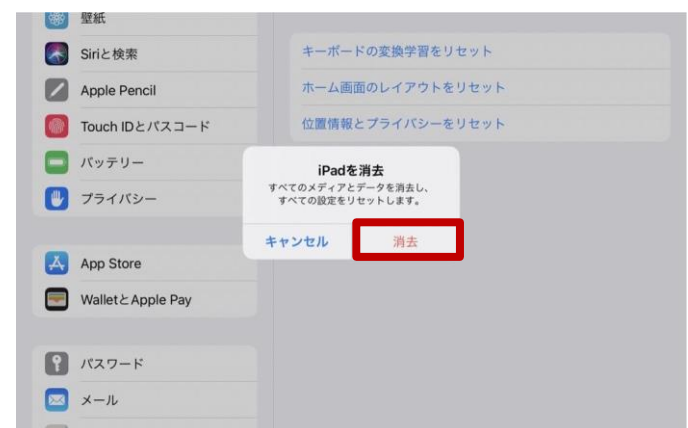 壁紙
Siriと検索
Apple Pencil
Touch IDとパスコード
バッテリー
プライバシー
App Store
WalletとApple Pay
パスワード
メール
キーボードの変換学習をリセット
ホーム画面のレイアウトをリセット
位置情報とプライバシーをリセット
iPadを消去
すべてのメディアとデータを消去し、
すべての設定をリセットします。
キャンセル
消去